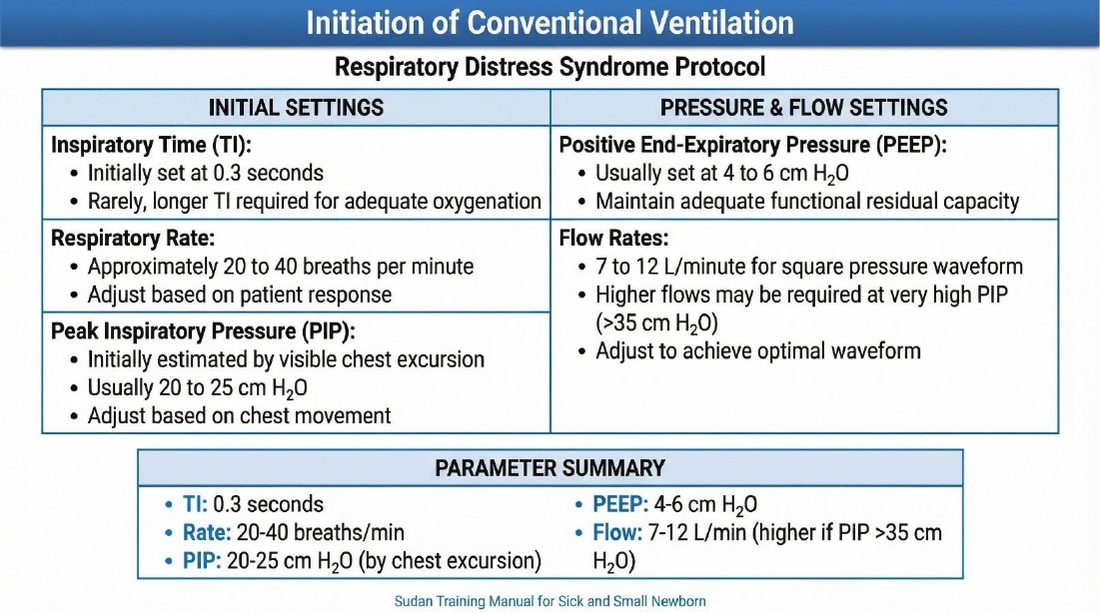 Initiation of Conventional Ventilation
Respiratory Distress Syndrome Protocol
INITIAL SETTINGS
Inspiratory Time (TI):
• Initially set at 0.3 seconds
• Rarely, longer TI required for adequate oxygenation
Respiratory Rate:
• Approximately 20 to 40 breaths per minute
• Adjust based on patient response
Peak Inspiratory Pressure (PIP):
• Initially estimated by visible chest excursion
• Usually 20 to 25 cm H₂O
• Adjust based on chest movement
PRESSURE & FLOW SETTINGS
Positive End-Expiratory Pressure (PEEP):
• Usually set at 4 to 6 cm H₂O
• Maintain adequate functional residual capacity
Flow Rates:
• 7 to 12 L/minute for square pressure waveform
• Higher flows may be required at very high PIP
(>35 cm H₂O)
• Adjust to achieve optimal waveform
PARAMETER SUMMARY
• TI: 0.3 seconds
• Rate: 20-40 breaths/min
• PIP: 20-25 cm H₂O (by chest excursion)
• PEEP: 4-6 cm H₂O
• Flow: 7-12 L/min (higher if PIP >35 cm
H₂O)
Sudan Training Manual for Sick and Small Newborn